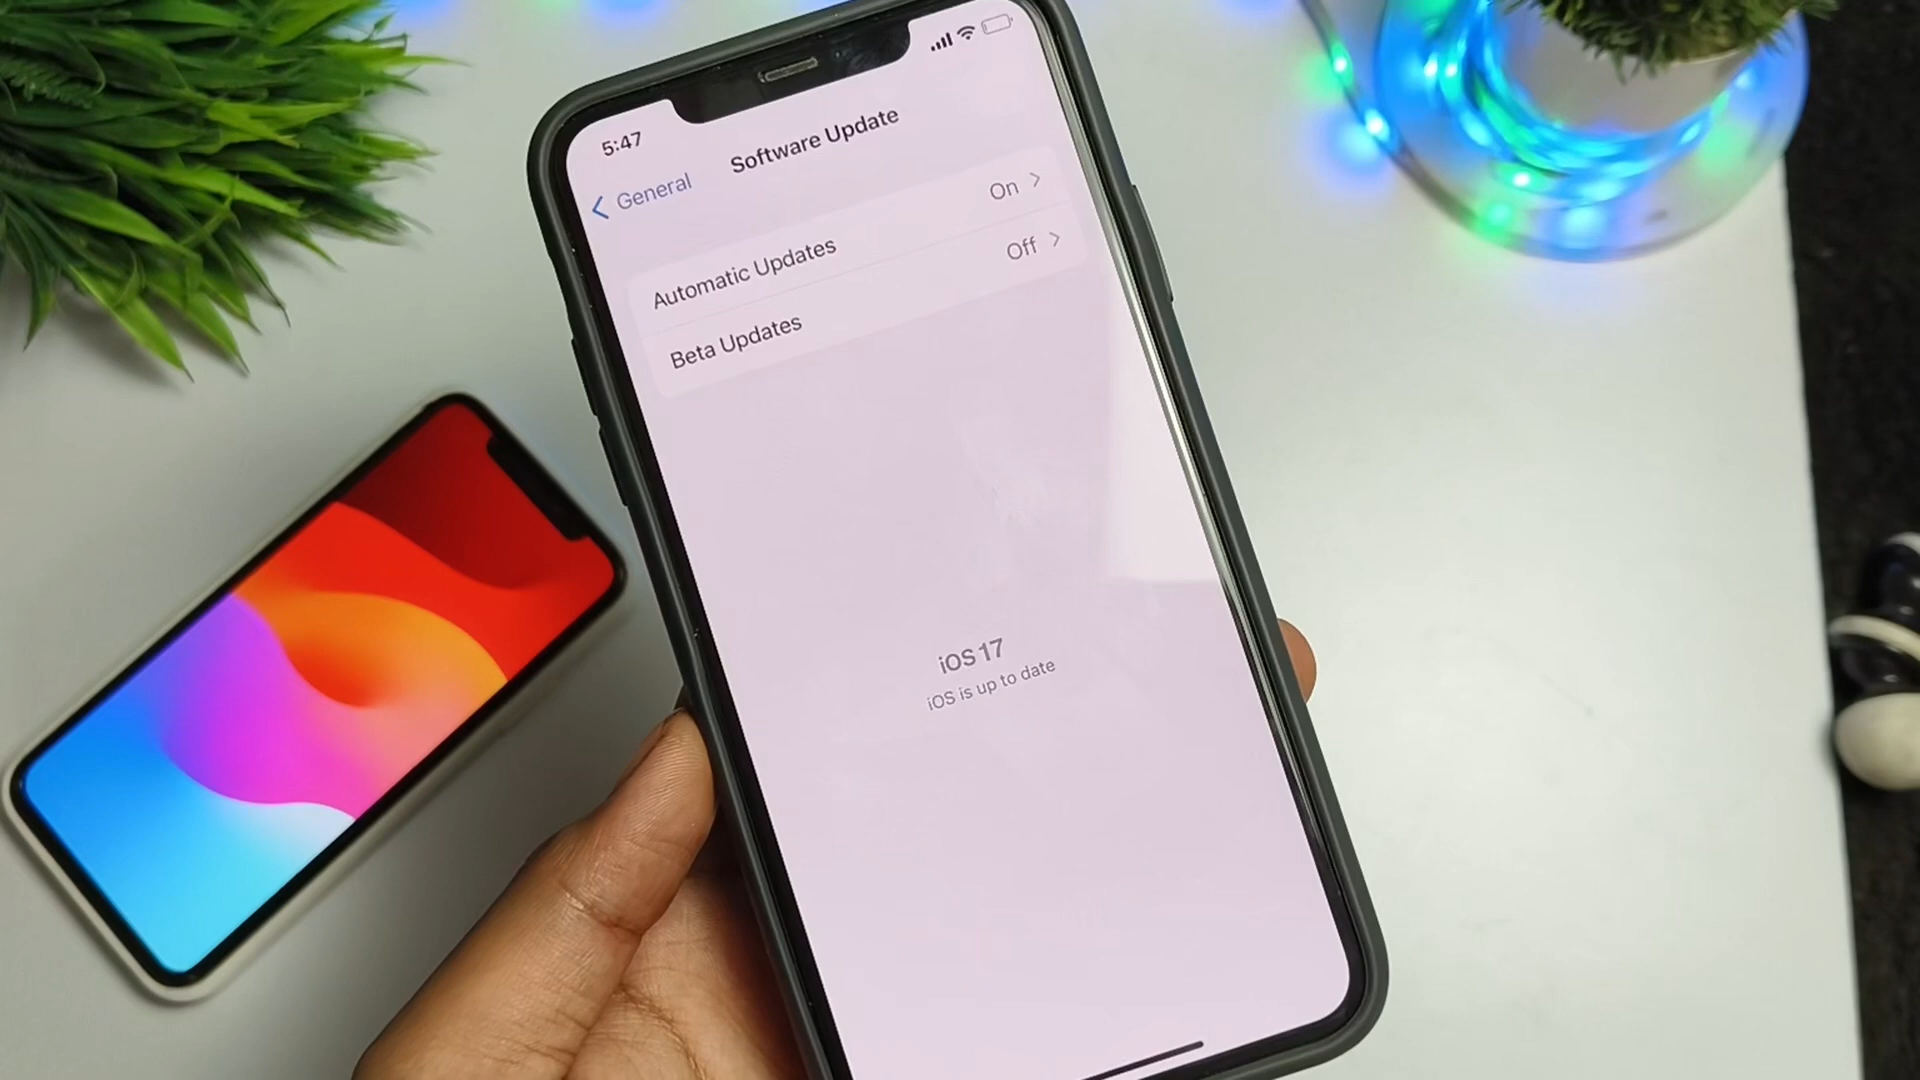 5:47
General
Software Update
Automatic Updates On
Beta Updates Off
iOS 17
iOS is up to date